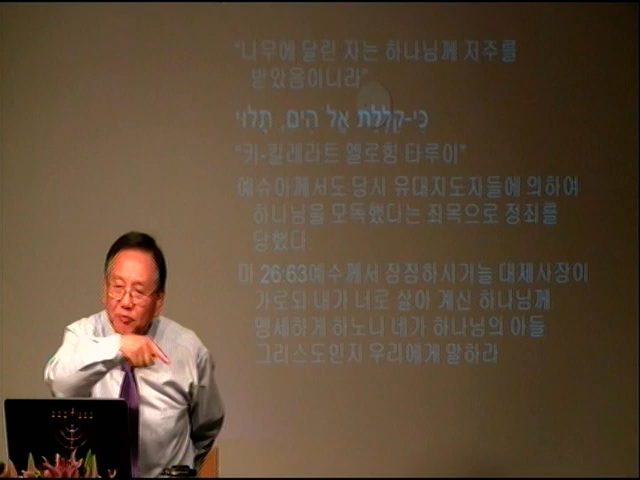 "나무에 달린 자는 하나님께 저주를
받았음이니라"
כִּי-קִלְלַת אֱלֹהִים, תָּלוּי
"키-킬레라트 엘로힘 타루이"
예슈아께서도 당시 유대지도자들에 의하여
하나님을 모독했다는 죄목으로 정죄를
당했다.
마 26:63예수께서 잠잠하시거늘 대제사장이
가로되 내가 너로 살아 계신 하나님께
맹세하게 하노니 네가 하나님의 아들
그리스도인지 우리에게 말하라